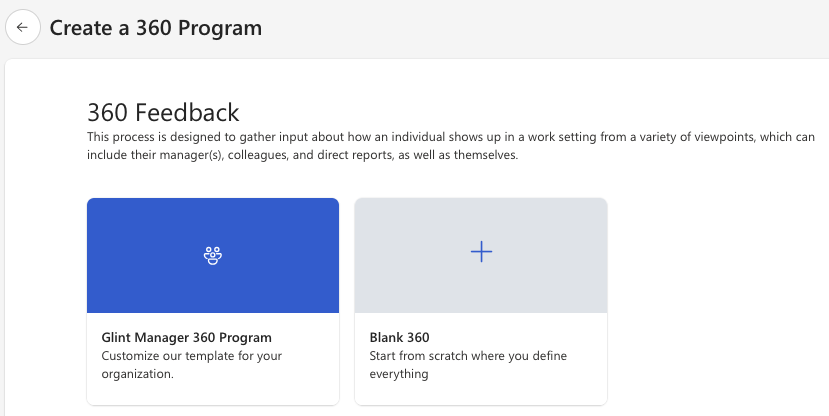 Create a 360 Program
360 Feedback
This process is designed to gather input about how an individual shows up in a work setting from a variety of viewpoints, which can
include their manager(s), colleagues, and direct reports, as well as themselves.
Glint Manager 360 Program
Customize our template for your
organization.
Blank 360
Start from scratch where you define
everything